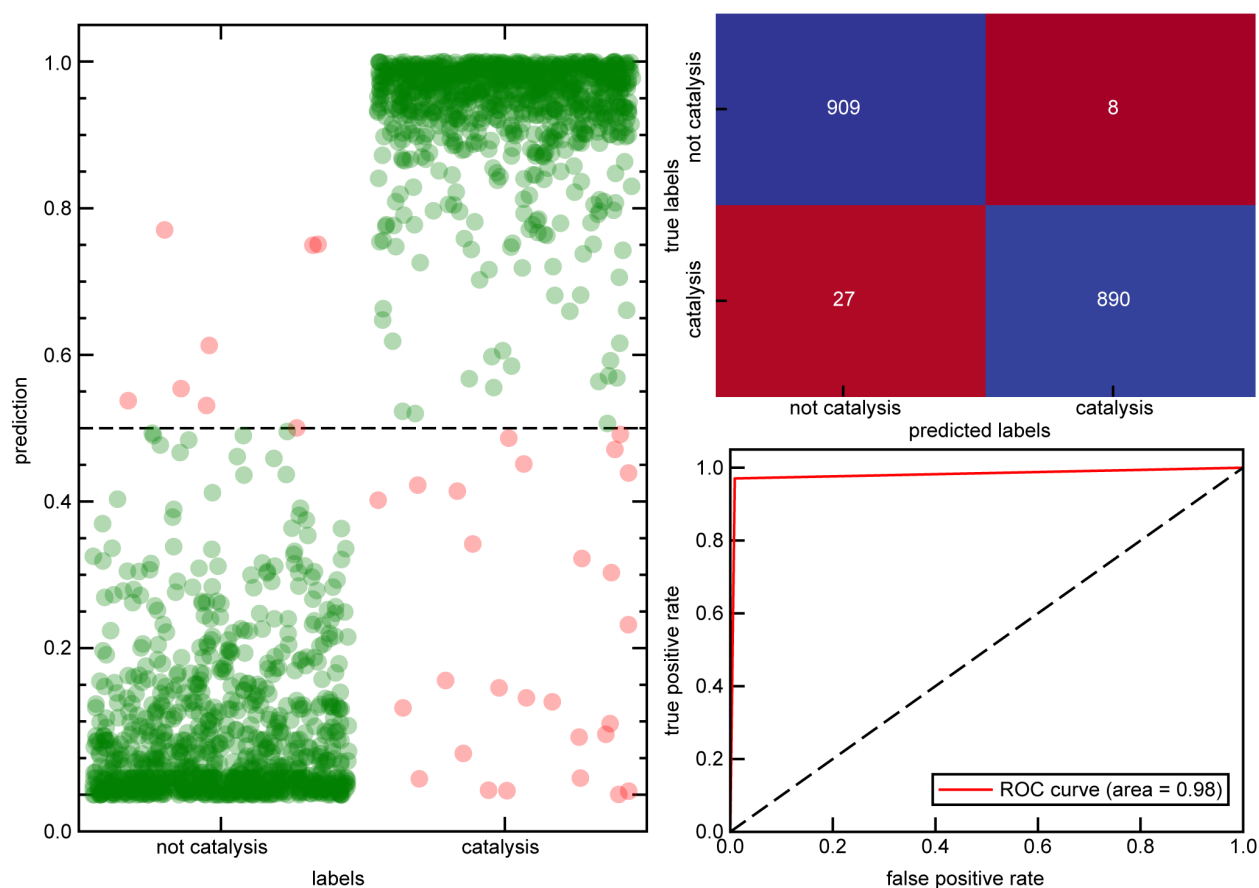 1.0
0.8
0.6
0.4
0.2
0.0
prediction
not catalysis
catalysis
labels
true labels
not catalysis
catalysis
909
8
27
890
not catalysis
catalysis
predicted labels
1.0
0.8
0.6
0.4
0.2
0.0
true positive rate
ROC curve (area = 0.98)
0.0
0.2
0.4
0.6
0.8
1.0
false positive rate